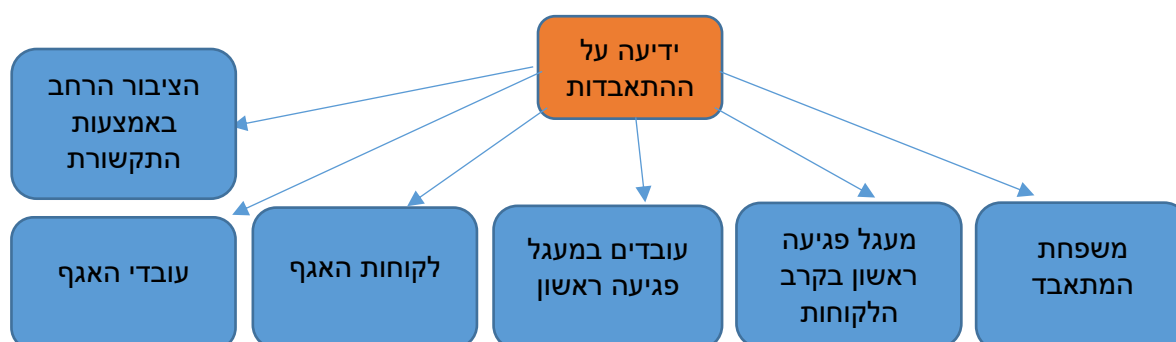 ידיעה על
ההתאבדות
הציבור הרחב
באמצעות
התקשורת
משפחת
המתאבד
מעגל פגיעה
ראשון בקרב
הלקוחות
עובדים במעגל
פגיעה ראשון
לקוחות האגף
עובדי האגף